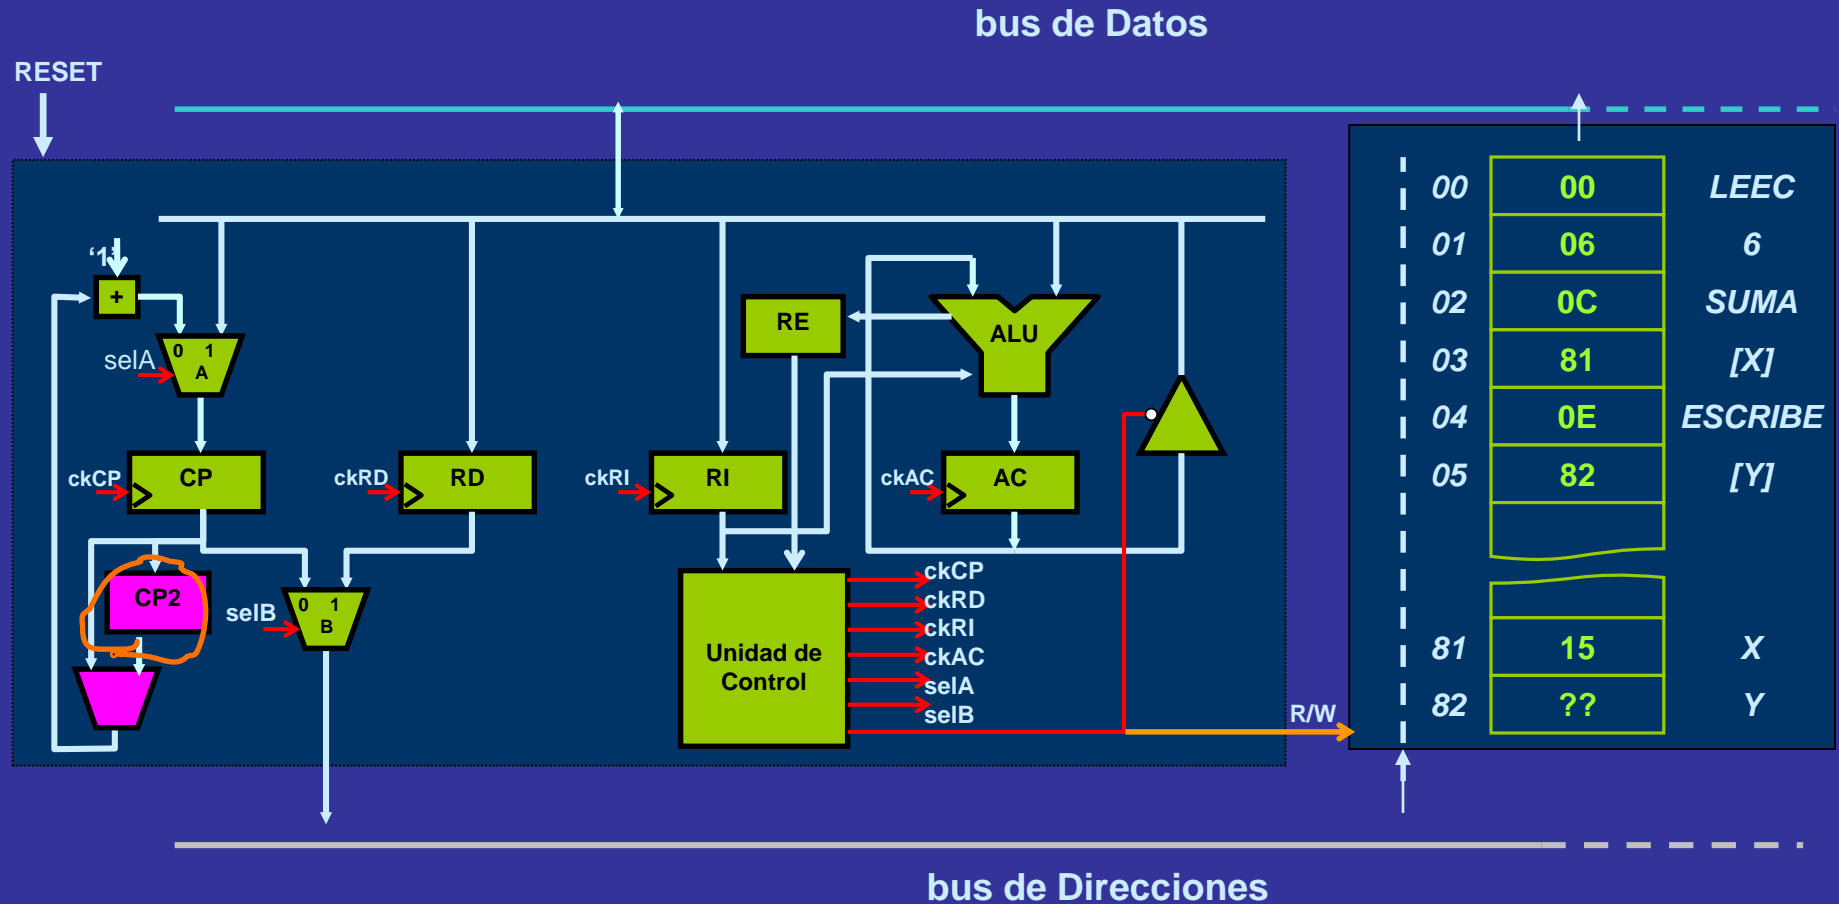 bus de Datos
RESET
‘1’
+
selA
0 1
A
ckCP
CP
ckRD
RD
ckRI
RI
RE
ALU
ckAC
AC
CP2
selB
0 1
B
Unidad de
Control
ckCP
ckRD
ckRI
ckAC
selA
selB
R/W
00 00 LEEC
01 06 6
02 0C SUMA
03 81 [X]
04 0E ESCRIBE
05 82 [Y]
81 15 X
82 ?? Y
bus de Direcciones